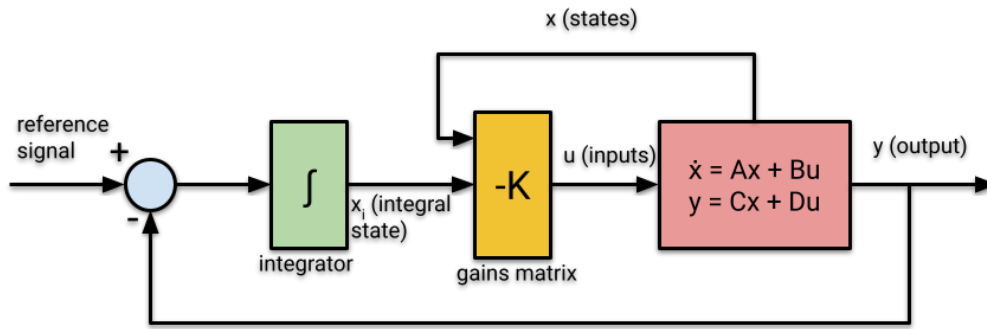 x (states)
reference
signal
+
-
∫
integrator
x_i (integral
state)
-K
gains matrix
u (inputs)
ẋ = Ax + Bu
y = Cx + Du
y (output)